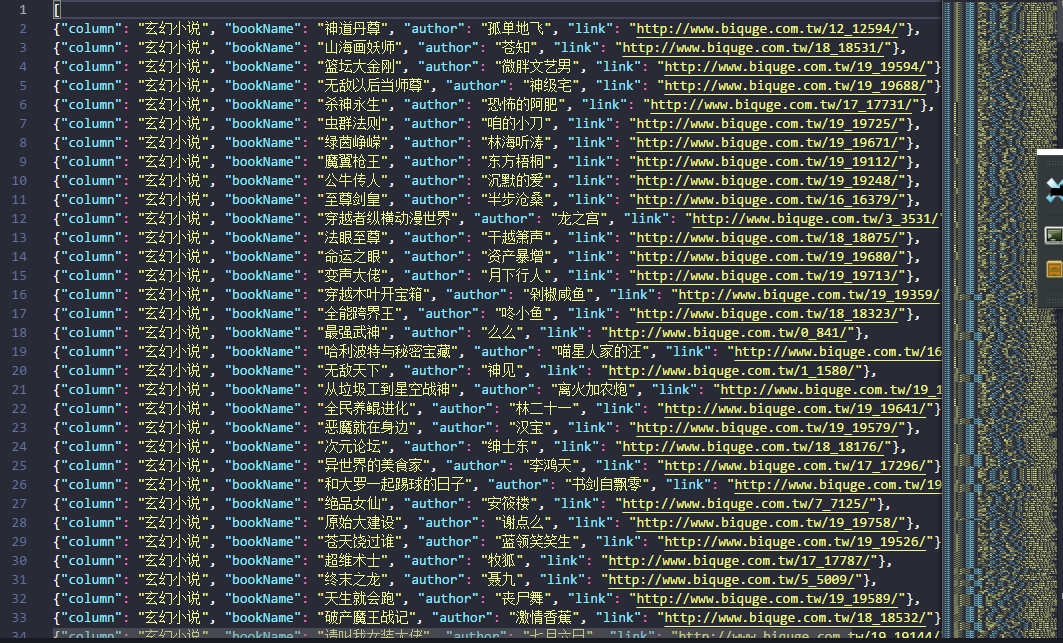 1 [
2 {"column": "玄幻小说", "bookName": "神道丹尊", "author": "孤单地飞", "link": "http://www.biquge.com.tw/12_12594/"},
3 {"column": "玄幻小说", "bookName": "山海画妖师", "author": "苍知", "link": "http://www.biquge.com.tw/18_18531/"},
4 {"column": "玄幻小说", "bookName": "篮坛大金刚", "author": "微胖文艺男", "link": "http://www.biquge.com.tw/19_19594/"}
5 {"column": "玄幻小说", "bookName": "无敌以后当师尊", "author": "神级宅", "link": "http://www.biquge.com.tw/19_19688/"}
6 {"column": "玄幻小说", "bookName": "杀神永生", "author": "恐怖的阿肥", "link": "http://www.biquge.com.tw/17_17731/"},
7 {"column": "玄幻小说", "bookName": "虫群法则", "author": "咱的小刀", "link": "http://www.biquge.com.tw/19_19725/"},
8 {"column": "玄幻小说", "bookName": "绿茵峥嵘", "author": "林海听涛", "link": "http://www.biquge.com.tw/19_19671/"},
9 {"column": "玄幻小说", "bookName": "魔翼枪王", "author": "东方梧桐", "link": "http://www.biquge.com.tw/19_19112/"},
10 {"column": "玄幻小说", "bookName": "公牛传人", "author": "沉默的爱", "link": "http://www.biquge.com.tw/19_19248/"},
11 {"column": "玄幻小说", "bookName": "至尊剑皇", "author": "半步沧桑", "link": "http://www.biquge.com.tw/16_16379/"},
12 {"column": "玄幻小说", "bookName": "穿越者纵横动漫世界", "author": "龙之宫", "link": "http://www.biquge.com.tw/3_3531/"
13 {"column": "玄幻小说", "bookName": "法眼至尊", "author": "干越箫声", "link": "http://www.biquge.com.tw/18_18075/"},
14 {"column": "玄幻小说", "bookName": "命运之眼", "author": "资产暴增", "link": "http://www.biquge.com.tw/19_19680/"},
15 {"column": "玄幻小说", "bookName": "变声大佬", "author": "月下行人", "link": "http://www.biquge.com.tw/19_19713/"},
16 {"column": "玄幻小说", "bookName": "穿越木叶开宝箱", "author": "剁椒咸鱼", "link": "http://www.biquge.com.tw/19_19359/
17 {"column": "玄幻小说", "bookName": "全能跨界王", "author": "咚小鱼", "link": "http://www.biquge.com.tw/18_18323/"},
18 {"column": "玄幻小说", "bookName": "最强武神", "author": "么么", "link": "http://www.biquge.com.tw/0_841/"},
19 {"column": "玄幻小说", "bookName": "哈利波特与秘密宝藏", "author": "喵星人家的汪", "link": "http://www.biquge.com.tw/16
20 {"column": "玄幻小说", "bookName": "无敌天下", "author": "神见", "link": "http://www.biquge.com.tw/1_1580/"},
21 {"column": "玄幻小说", "bookName": "从垃圾工到星空战神", "author": "离火加农炮", "link": "http://www.biquge.com.tw/19_1
22 {"column": "玄幻小说", "bookName": "全民养鲲进化", "author": "林二十一", "link": "http://www.biquge.com.tw/19_19641/"}
23 {"column": "玄幻小说", "bookName": "恶魔就在身边", "author": "汉宝", "link": "http://www.biquge.com.tw/19_19579/"},
24 {"column": "玄幻小说", "bookName": "次元论坛", "author": "绅士东", "link": "http://www.biquge.com.tw/18_18176/"},
25 {"column": "玄幻小说", "bookName": "异世界的美食家", "author": "李鸿天", "link": "http://www.biquge.com.tw/17_17296/"}
26 {"column": "玄幻小说", "bookName": "和大罗一起踢球的日子", "author": "书剑自飘零", "link": "http://www.biquge.com.tw/19
27 {"column": "玄幻小说", "bookName": "绝品女仙", "author": "安筱楼", "link": "http://www.biquge.com.tw/7_7125/"},
28 {"column": "玄幻小说", "bookName": "原始大建设", "author": "谢点么", "link": "http://www.biquge.com.tw/19_19758/"},
29 {"column": "玄幻小说", "bookName": "苍天饶过谁", "author": "蓝领笑笑生", "link": "http://www.biquge.com.tw/19_19526/"}
30 {"column": "玄幻小说", "bookName": "超维术士", "author": "牧狐", "link": "http://www.biquge.com.tw/17_17787/"},
31 {"column": "玄幻小说", "bookName": "终末之龙", "author": "聂九", "link": "http://www.biquge.com.tw/5_5009/"},
32 {"column": "玄幻小说", "bookName": "天生就会跑", "author": "丧尸舞", "link": "http://www.biquge.com.tw/19_19589/"},
33 {"column": "玄幻小说", "bookName": "破产魔王战记", "author": "激情香蕉", "link": "http://www.biquge.com.tw/18_18532/"}
34 {"column": "玄幻小说", "bookName": "请叫我女装大佬", "author": "七月六日", "link": "http://www.biquge.com.tw/19_19144/